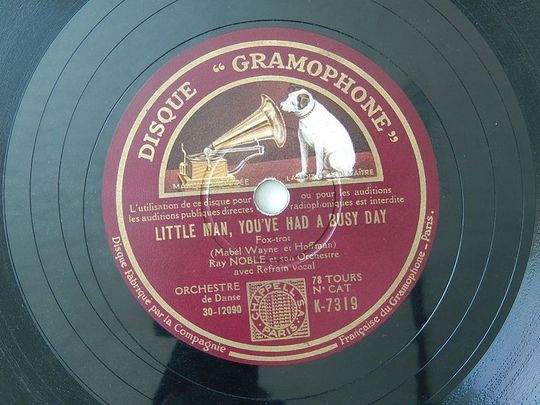 DISQUE "GRAMOPHONE"
L'utilisation de ce disque pour ou pour les auditions
les auditions publiques directes radiophoniques est interdite
LITTLE MAN, YOU'VE HAD A BUSY DAY
Fox-trot
(Mabel Wayne et Hoffman)
Ray NOBLE et son Orchestre
avec Refrain vocal
ORCHESTRE
de Danse
30-12090
CHAPPELL S.A.
PARIS
78 TOURS
N° CAT
K-7319
Disque Fabriqué par la Compagnie Française du Gramophone - Paris.